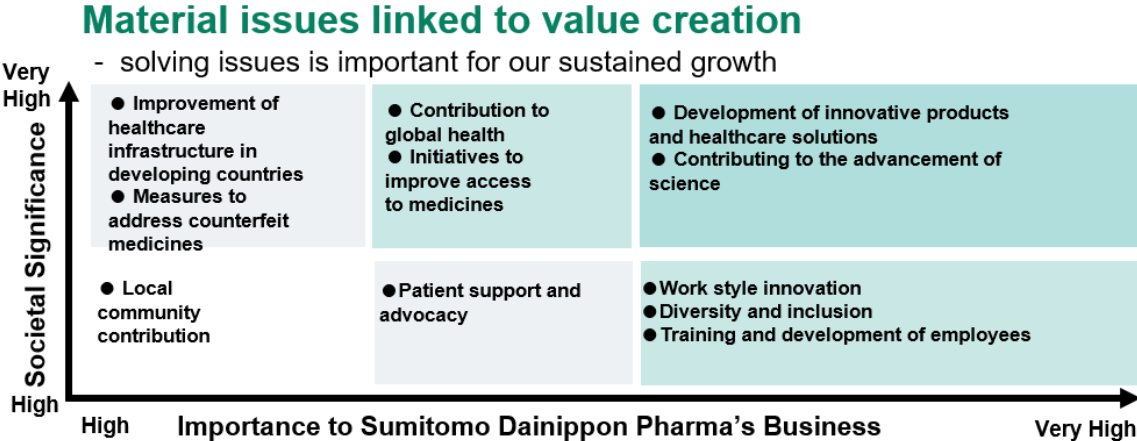 Material issues linked to value creation
- solving issues is important for our sustained growth
Very
High
Societal Significance
High
● Improvement of
healthcare
infrastructure in
developing countries
● Measures to
address counterfeit
medicines
● Contribution to
global health
● Initiatives to
improve access
to medicines
● Development of innovative products
and healthcare solutions
● Contributing to the advancement of
science
● Local
community
contribution
●Patient support and
advocacy
●Work style innovation
●Diversity and inclusion
●Training and development of employees
High
Importance to Sumitomo Dainippon Pharma's Business
Very High